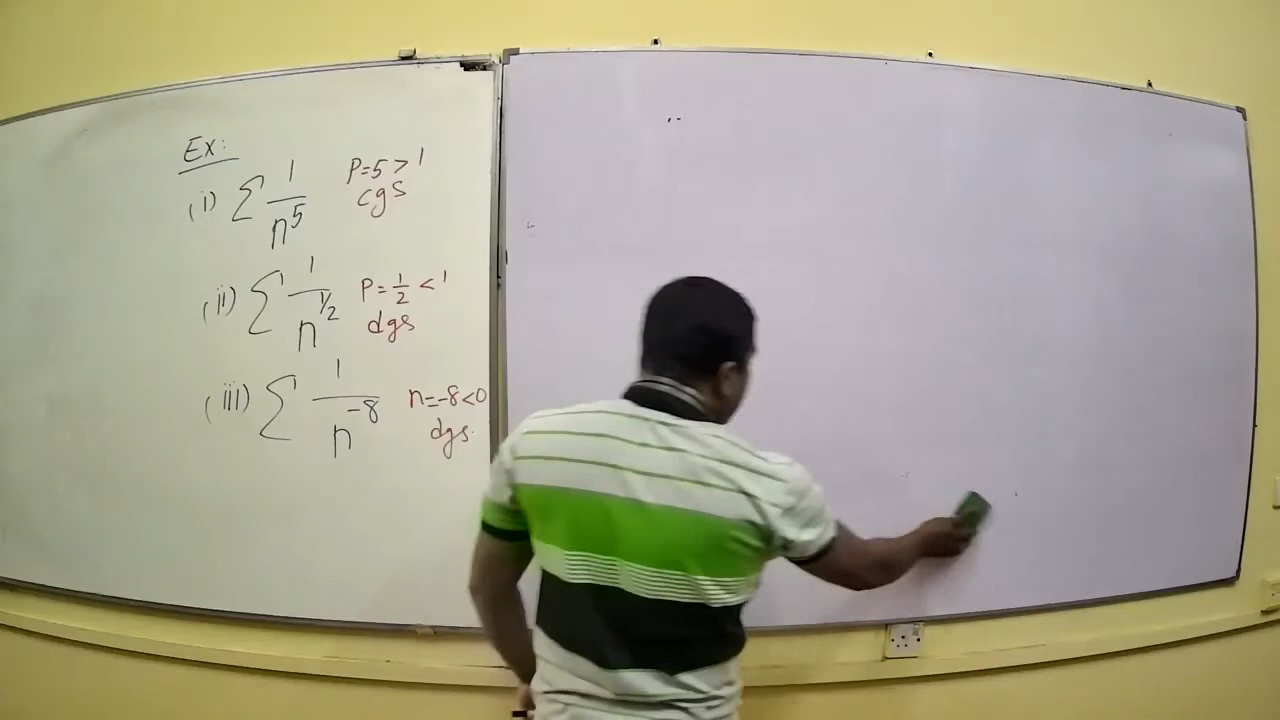 Ex:
(i) ∑ 1/n^5 P=5>1
cgs
(ii) ∑ 1/n^1/2 P=1/2<1
dgs
(iii) ∑ 1/n^-8 n=-8<0
dgs.